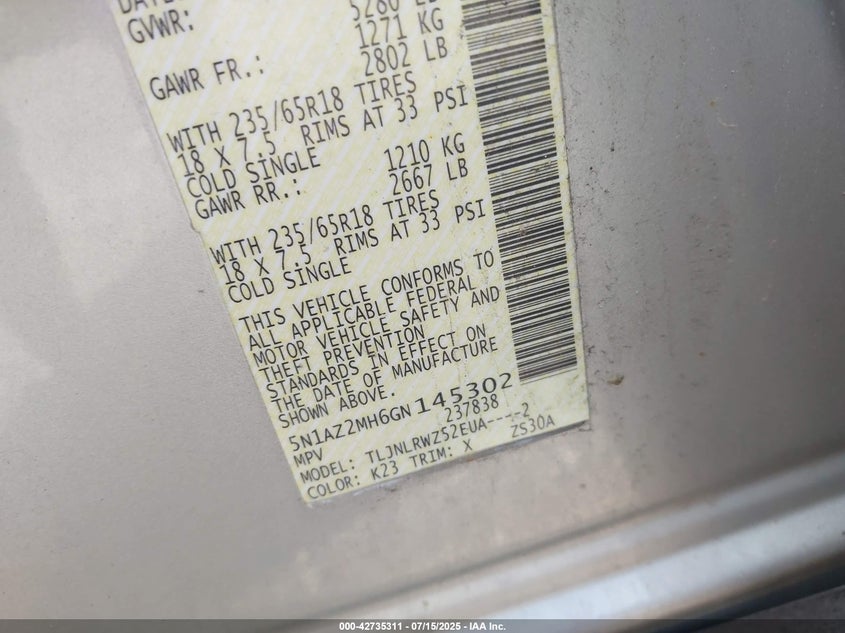 GVWR: 5280
1271 KG
GAWR FR.: 2802 LB
WITH 235/65R18 TIRES
18 X 7.5 RIMS AT 33 PSI
COLD SINGLE
1210 KG
GAWR RR.: 2667 LB
WITH 235/65R18 TIRES
18 X 7.5 RIMS AT 33 PSI
COLD SINGLE
THIS VEHICLE CONFORMS TO
ALL APPLICABLE FEDERAL
MOTOR VEHICLE SAFETY AND
THEFT PREVENTION
STANDARDS IN EFFECT ON
THE DATE OF MANUFACTURE
SHOWN ABOVE.
5N1AZ2MH6GN145302
MPV 237838
MODEL: TLJNLRWZ52EUA----2
COLOR: K23 TRIM: X ZS30A
000-42735311 - 07/15/2025 - IAA Inc.